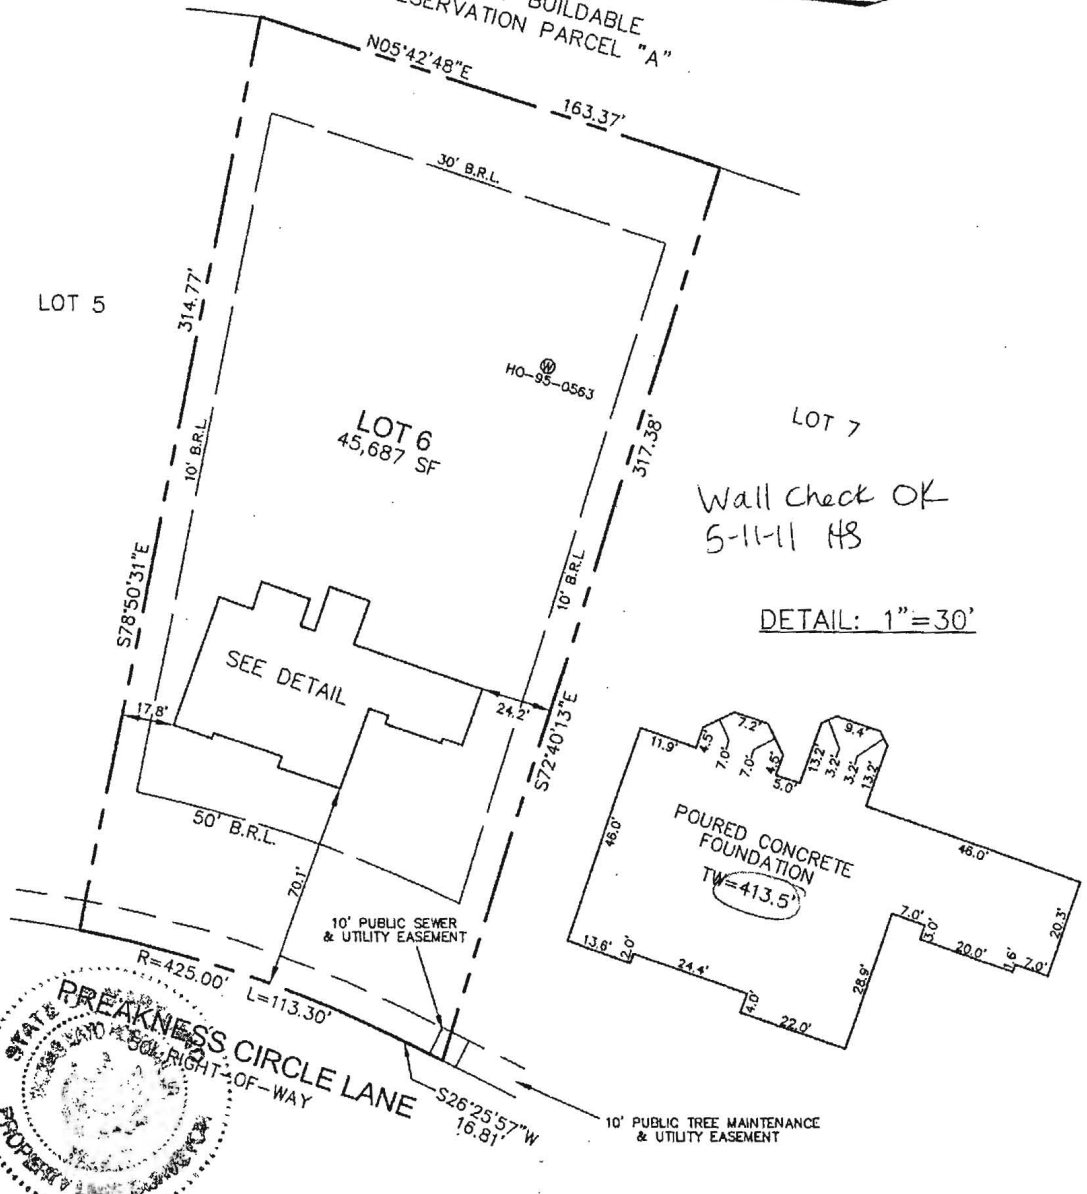 BUILDABLE
PARCEL "A"
N05°42'48"E
163.37'
30' B.R.L.
314.77'
LOT 5
HO-95-0563
LOT 6
45,687 SF
LOT 7
317.38'
10' B.R.L.
Wall Check OK
5-11-11 HS
10' B.R.L.
S78°50'31"E
DETAIL: 1"=30'
SEE DETAIL
17.8'
24.2'
S72°40'13"E
11.9'
4.5'
7.2'
7.0'
7.0'
4.5'
5.0'
13.2'
9.4'
3.2'
3.2'
13.2'
46.0'
POURED CONCRETE
FOUNDATION
TW=413.5'
46.0'
50' B.R.L.
70.1'
7.0'
3.0'
20.0'
1.6'
7.0'
20.3'
13.6'
2.0'
24.4'
4.0'
22.0'
28.9'
10' PUBLIC SEWER
& UTILITY EASEMENT
R=425.00'
L=113.30'
PREAKNESS CIRCLE LANE
50' RIGHT-OF-WAY
S26°25'57"W
16.81'
10' PUBLIC TREE MAINTENANCE
& UTILITY EASEMENT
STATE